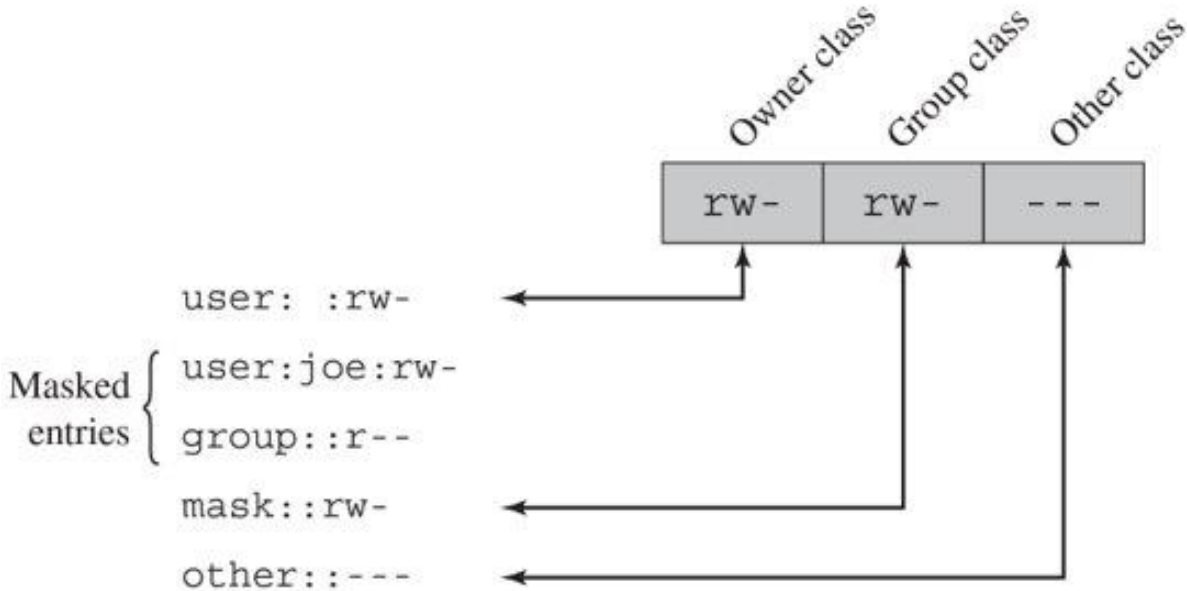 Owner class
Group class
Other class
rw-
rw-
---
user: :rw-
Masked
entries
user:joe:rw-
group::r--
mask::rw-
other::---